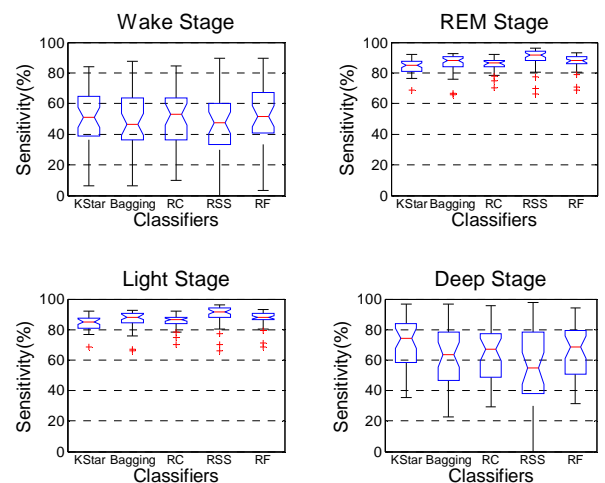 Wake Stage
Sensitivity(%)
100
80
60
40
20
0
KStar Bagging RC RSS RF
Classifiers
REM Stage
Sensitivity(%)
100
80
60
40
20
0
KStar Bagging RC RSS RF
Classifiers
Light Stage
Sensitivity(%)
100
80
60
40
20
0
KStar Bagging RC RSS RF
Classifiers
Deep Stage
Sensitivity(%)
100
80
60
40
20
0
KStar Bagging RC RSS RF
Classifiers